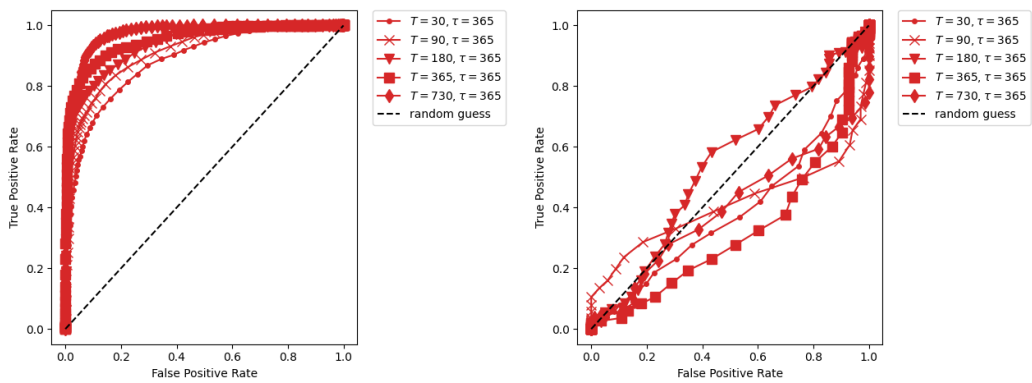 1.0
0.8
0.6
0.4
0.2
0.0
True Positive Rate
0.0 0.2 0.4 0.6 0.8 1.0
False Positive Rate
T = 30, τ = 365
T = 90, τ = 365
T = 180, τ = 365
T = 365, τ = 365
T = 730, τ = 365
random guess
1.0
0.8
0.6
0.4
0.2
0.0
True Positive Rate
0.0 0.2 0.4 0.6 0.8 1.0
False Positive Rate
T = 30, τ = 365
T = 90, τ = 365
T = 180, τ = 365
T = 365, τ = 365
T = 730, τ = 365
random guess